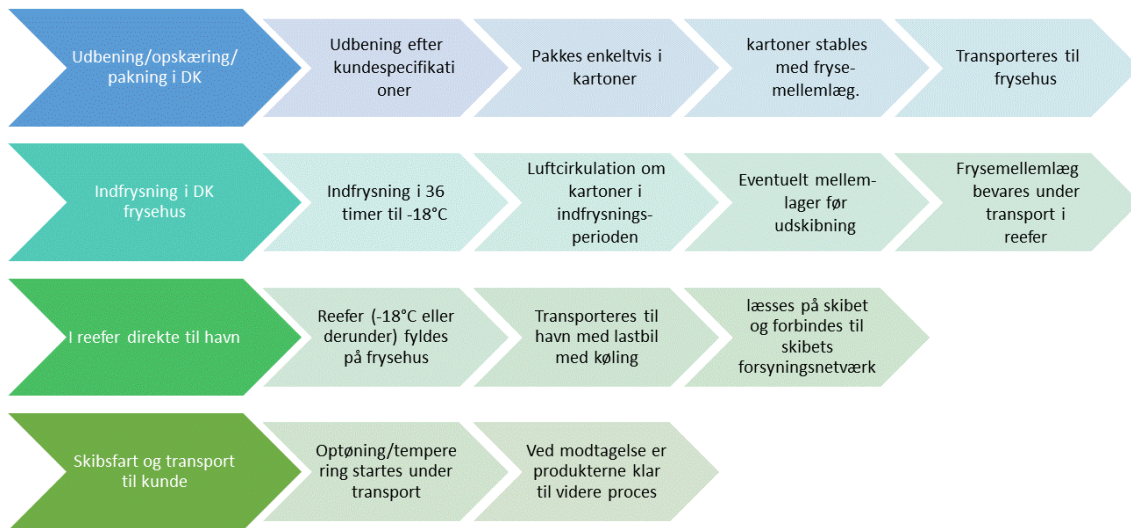 Udbening/opskæring/
pakning i DK
Udbening efter
kundespecifikati
oner
Pakkes enkeltvis i
kartoner
kartoner stables
med fryse-
mellemlæg.
Transporteres til
frysehus
Indfrysning i DK
frysehus
Indfrysning i 36
timer til -18°C
Luftcirkulation om
kartoner i
indfrysnings-
perioden
Eventuelt mellem-
lager før
udskibning
Frysemellemlæg
bevares under
transport i
reefer
I reefer direkte til havn
Reefer (-18°C eller
derunder) fyldes
på frysehus
Transporteres til
havn med lastbil
med køling
læsses på skibet
og forbindes til
skibets
forsyningsnetværk
Skibsfart og transport
til kunde
Optøning/tempere
ring startes under
transport
Ved modtagelse er
produkterne klar
til videre proces